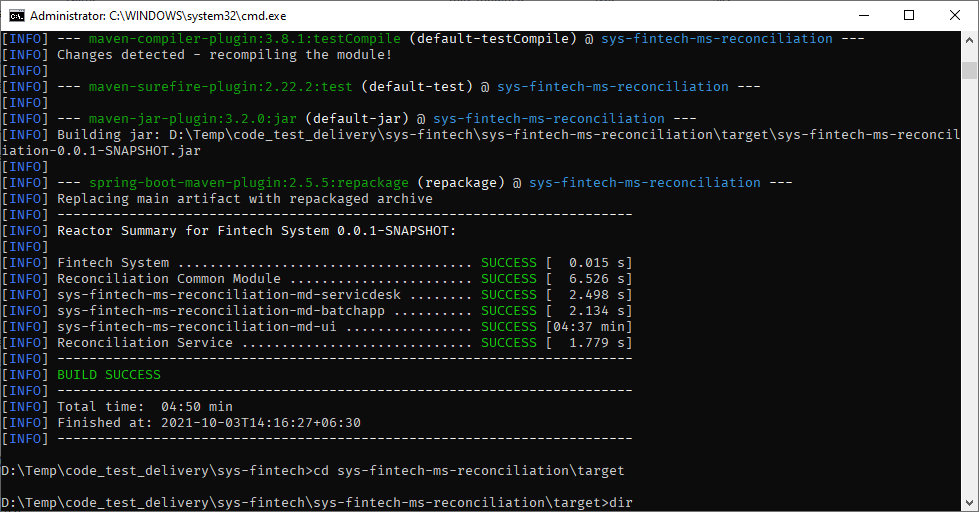 Administrator: C:\WINDOWS\system32\cmd.exe
[INFO] --- maven-compiler-plugin:3.8.1:testCompile (default-testCompile) @ sys-fintech-ms-reconciliation ---
[INFO] Changes detected - recompiling the module!
[INFO]
[INFO] --- maven-surefire-plugin:2.22.2:test (default-test) @ sys-fintech-ms-reconciliation ---
[INFO]
[INFO] --- maven-jar-plugin:3.2.0:jar (default-jar) @ sys-fintech-ms-reconciliation ---
[INFO] Building jar: D:\Temp\code_test_delivery\sys-fintech\sys-fintech-ms-reconciliation\target\sys-fintech-ms-reconcil
iation-0.0.1-SNAPSHOT.jar
[INFO]
[INFO] --- spring-boot-maven-plugin:2.5.5:repackage (repackage) @ sys-fintech-ms-reconciliation ---
[INFO] Replacing main artifact with repackaged archive
[INFO] ------------------------------------------------------------------------
[INFO] Reactor Summary for Fintech System 0.0.1-SNAPSHOT:
[INFO]
[INFO] Fintech System ..................................... SUCCESS [  0.015 s]
[INFO] Reconciliation Common Module ....................... SUCCESS [  6.526 s]
[INFO] sys-fintech-ms-reconciliation-md-servicdesk ........ SUCCESS [  2.498 s]
[INFO] sys-fintech-ms-reconciliation-md-batchapp .......... SUCCESS [  2.134 s]
[INFO] sys-fintech-ms-reconciliation-md-ui ................ SUCCESS [04:37 min]
[INFO] Reconciliation Service ............................. SUCCESS [  1.779 s]
[INFO] ------------------------------------------------------------------------
[INFO] BUILD SUCCESS
[INFO] ------------------------------------------------------------------------
[INFO] Total time:  04:50 min
[INFO] Finished at: 2021-10-03T14:16:27+06:30
[INFO] ------------------------------------------------------------------------
D:\Temp\code_test_delivery\sys-fintech>cd sys-fintech-ms-reconciliation\target
D:\Temp\code_test_delivery\sys-fintech\sys-fintech-ms-reconciliation\target>dir